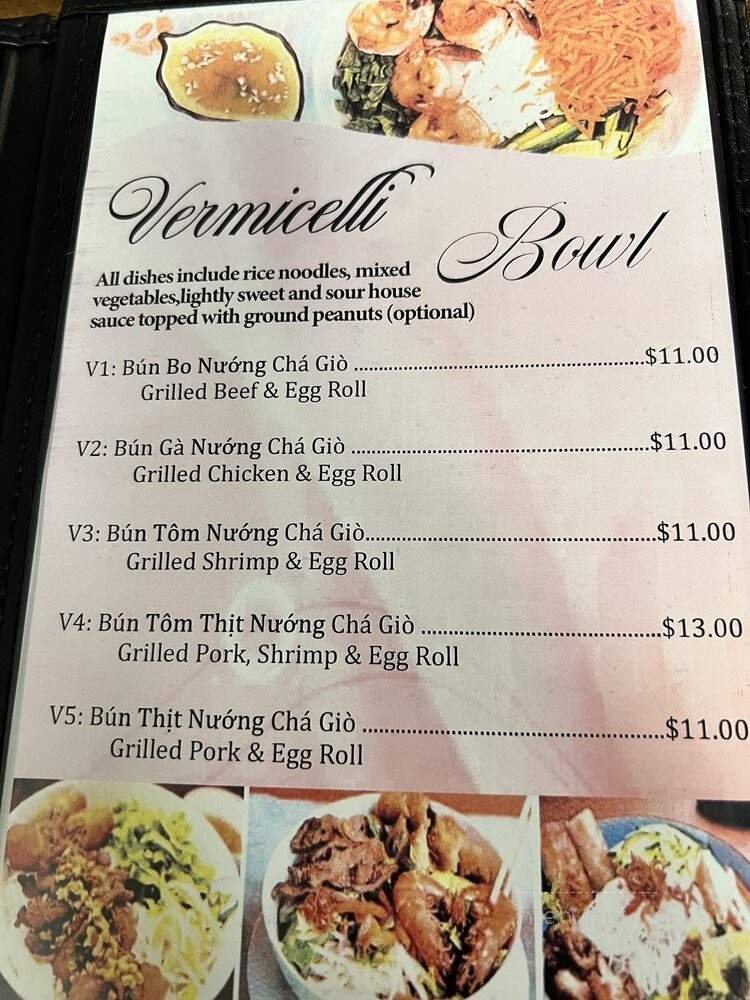 Vermicelli Bowl
All dishes include rice noodles, mixed
vegetables,lightly sweet and sour house
sauce topped with ground peanuts (optional)
V1: Bún Bo Nướng Chá Giò ........................................................$11.00
Grilled Beef & Egg Roll
V2: Bún Gà Nướng Chá Giò .........................................................$11.00
Grilled Chicken & Egg Roll
V3: Bún Tôm Nướng Chá Giò........................................................$11.00
Grilled Shrimp & Egg Roll
V4: Bún Tôm Thịt Nướng Chá Giò .............................................$13.00
Grilled Pork, Shrimp & Egg Roll
V5: Bún Thịt Nướng Chá Giò ........................................................$11.00
Grilled Pork & Egg Roll